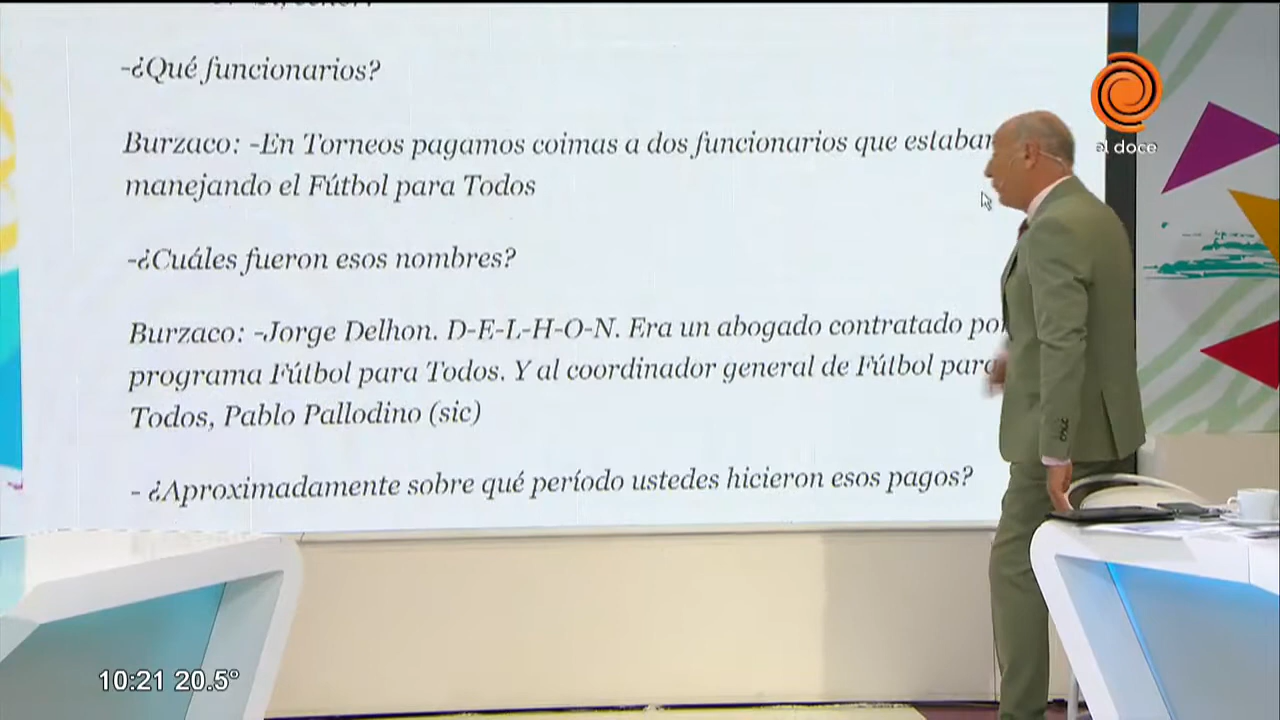 -¿Qué funcionarios?
Burzaco: -En Torneos pagamos coimas a dos funcionarios que estaban
manejando el Fútbol para Todos
-¿Cuáles fueron esos nombres?
Burzaco: -Jorge Delhon. D-E-L-H-O-N. Era un abogado contratado por
programa Fútbol para Todos. Y al coordinador general de Fútbol para
Todos, Pablo Pallodino (sic)
- ¿Aproximadamente sobre qué período ustedes hicieron esos pagos?
el doce
10:21 20.5°